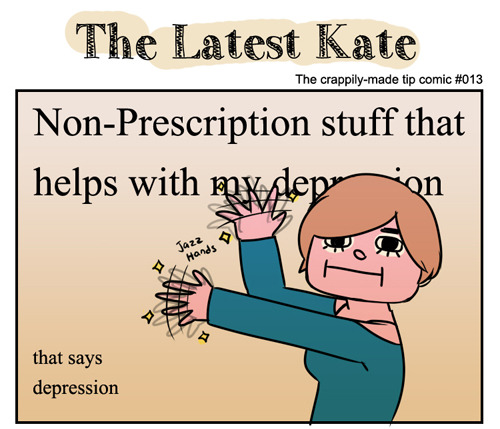 The Latest Kate
The crappily-made tip comic #013
Non-Prescription stuff that
helps with my depression
Jazz
Hands
that says
depression